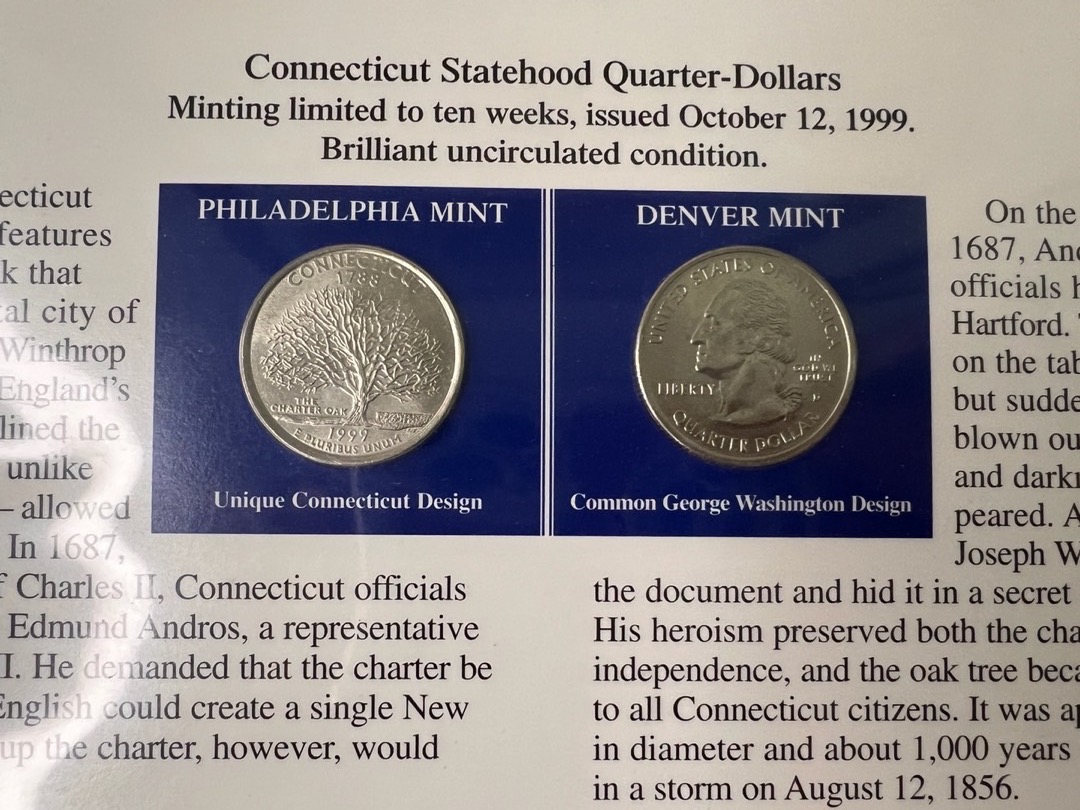 Connecticut Statehood Quarter-Dollars
Minting limited to ten weeks, issued October 12, 1999.
Brilliant uncirculated condition.
PHILADELPHIA MINT
CONNECTICUT
1788
THE
CHARTER OAK
1999
E PLURIBUS UNUM
Unique Connecticut Design
DENVER MINT
UNITED STATES OF AMERICA
LIBERTY
IN
GOD WE
TRUST
QUARTER DOLLAR
Common George Washington Design
ecticut
features
k that
al city of
Winthrop
England's
lined the
unlike
– allowed
In 1687,
f Charles II, Connecticut officials
Edmund Andros, a representative
I. He demanded that the charter be
English could create a single New
up the charter, however, would
On the
1687, And
officials h
Hartford. T
on the tab
but sudde
blown ou
and darkn
peared. A
Joseph W
the document and hid it in a secret
His heroism preserved both the cha
independence, and the oak tree beca
to all Connecticut citizens. It was ap
in diameter and about 1,000 years
in a storm on August 12, 1856.